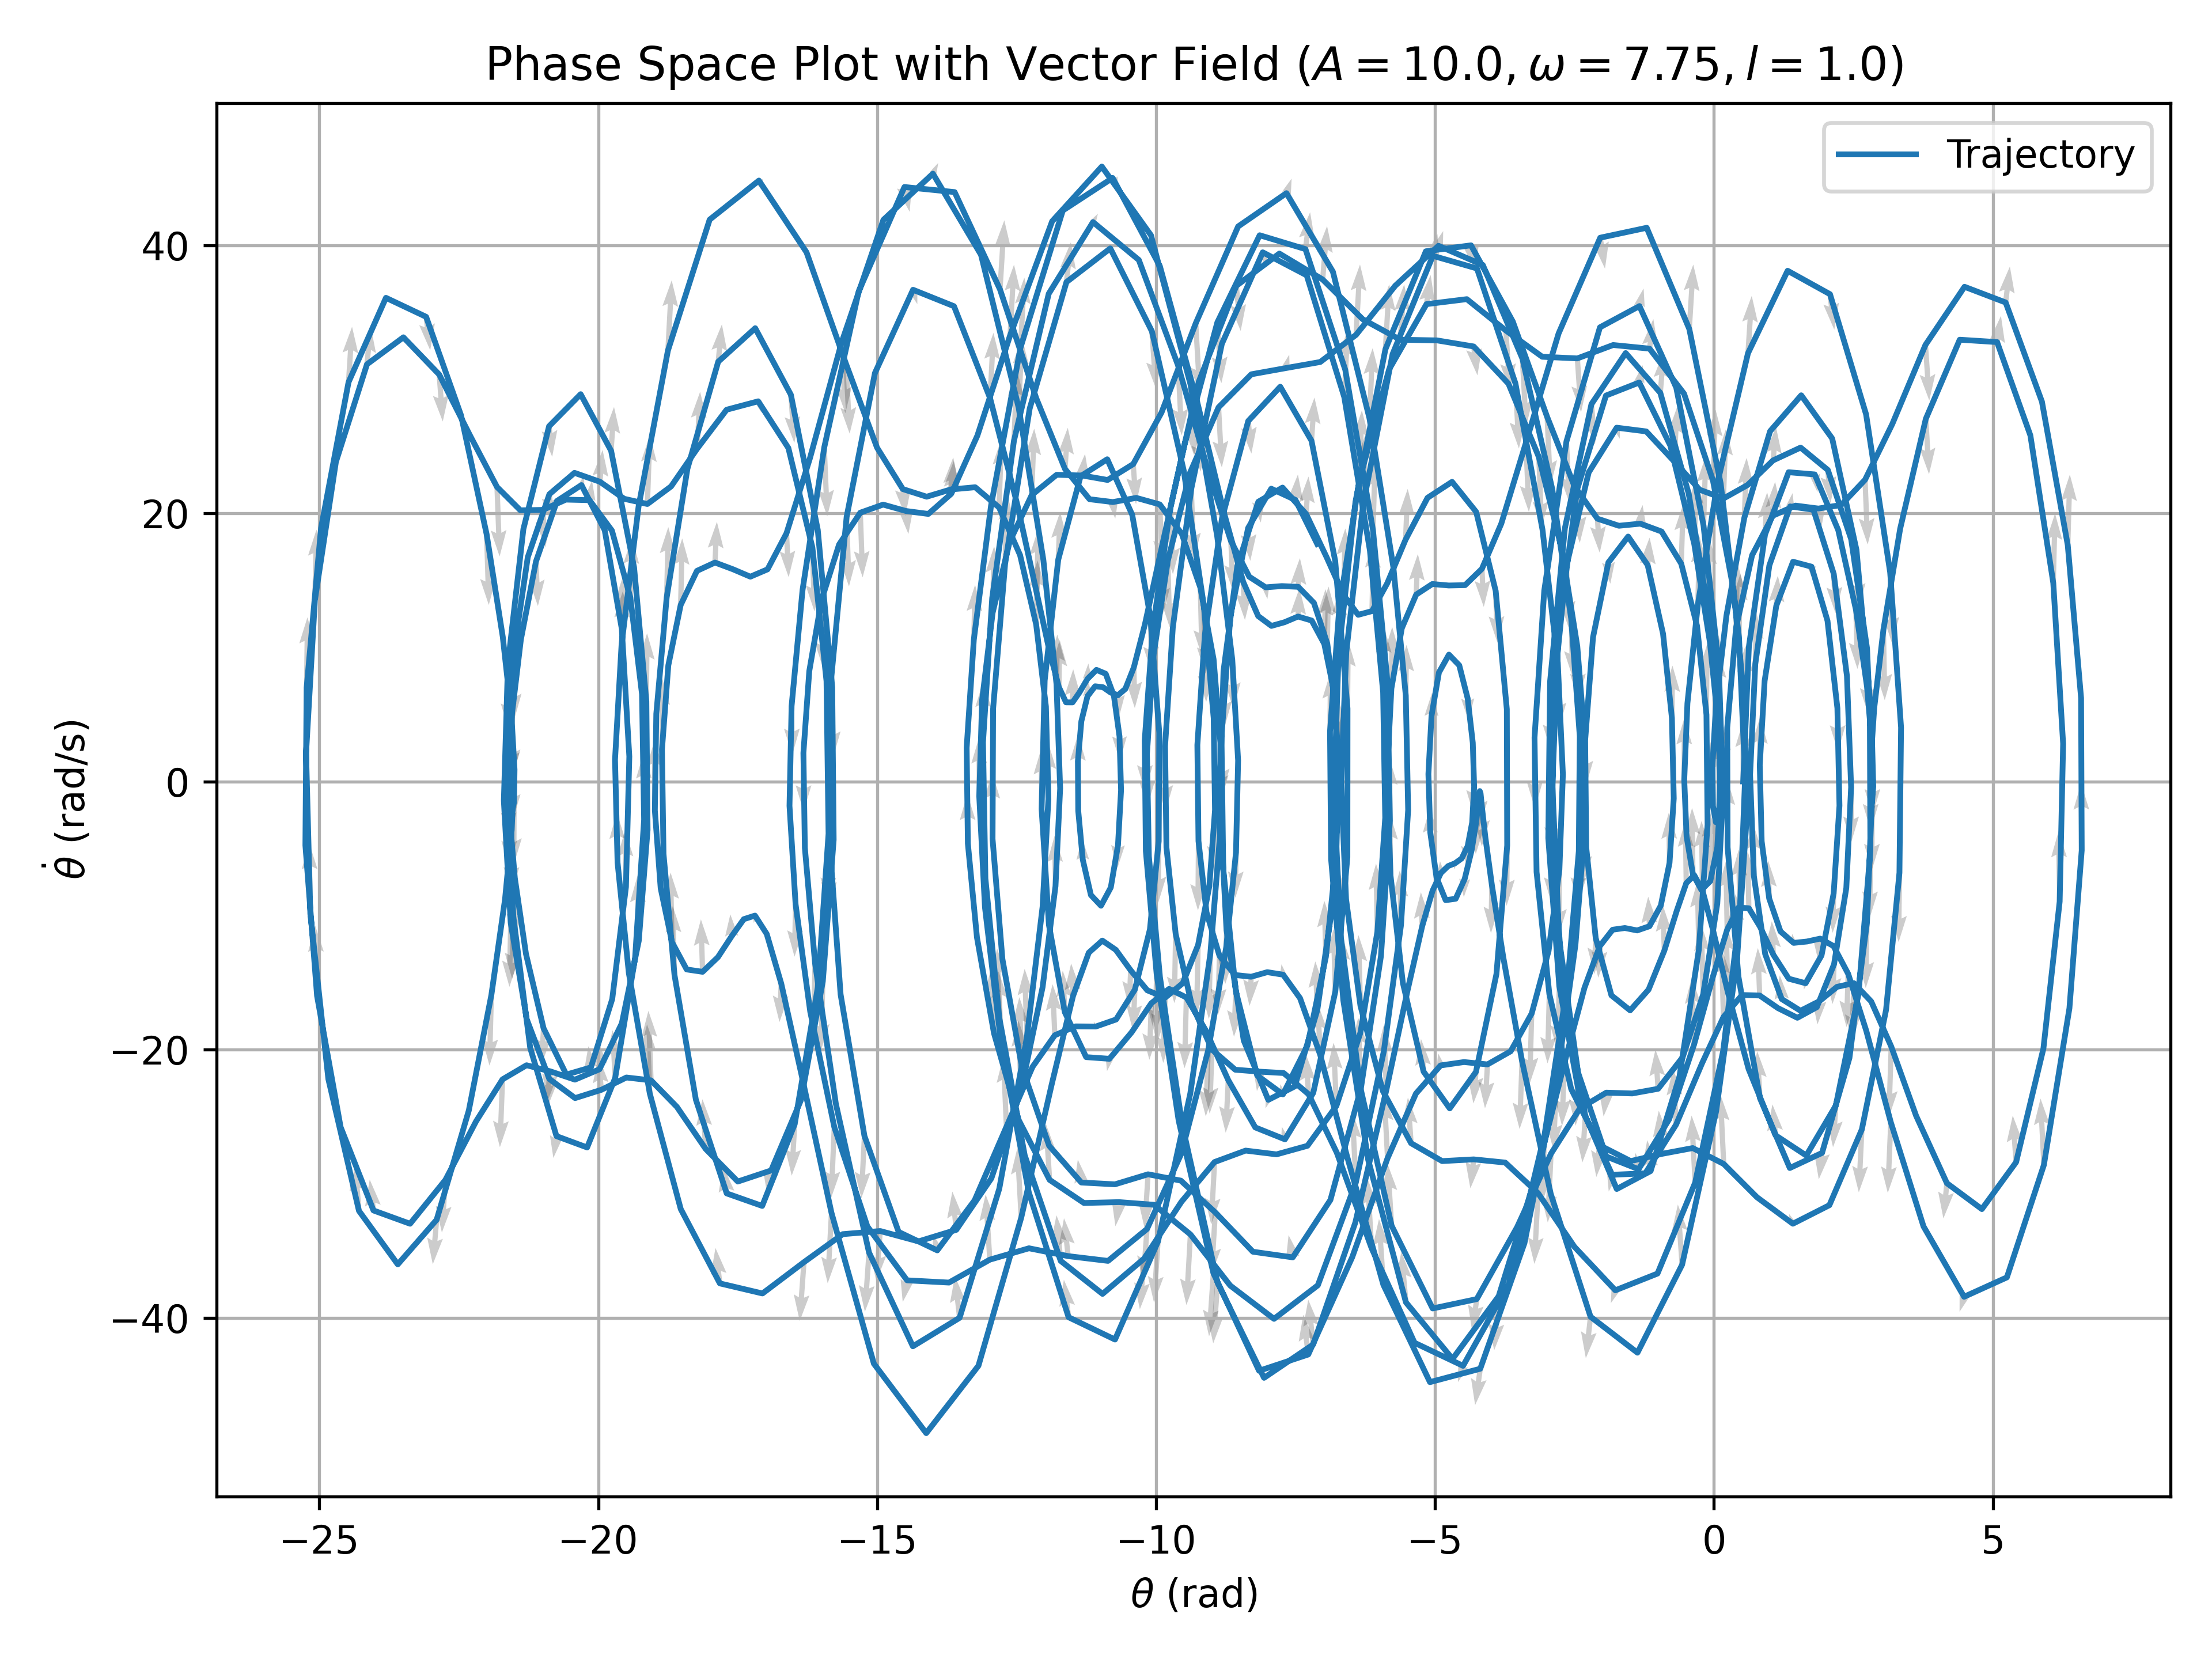 Phase Space Plot with Vector Field (A = 10.0, ω = 7.75, l = 1.0)
Trajectory
40
20
0
−20
−40
θ̇ (rad/s)
−25 −20 −15 −10 −5 0 5
θ (rad)